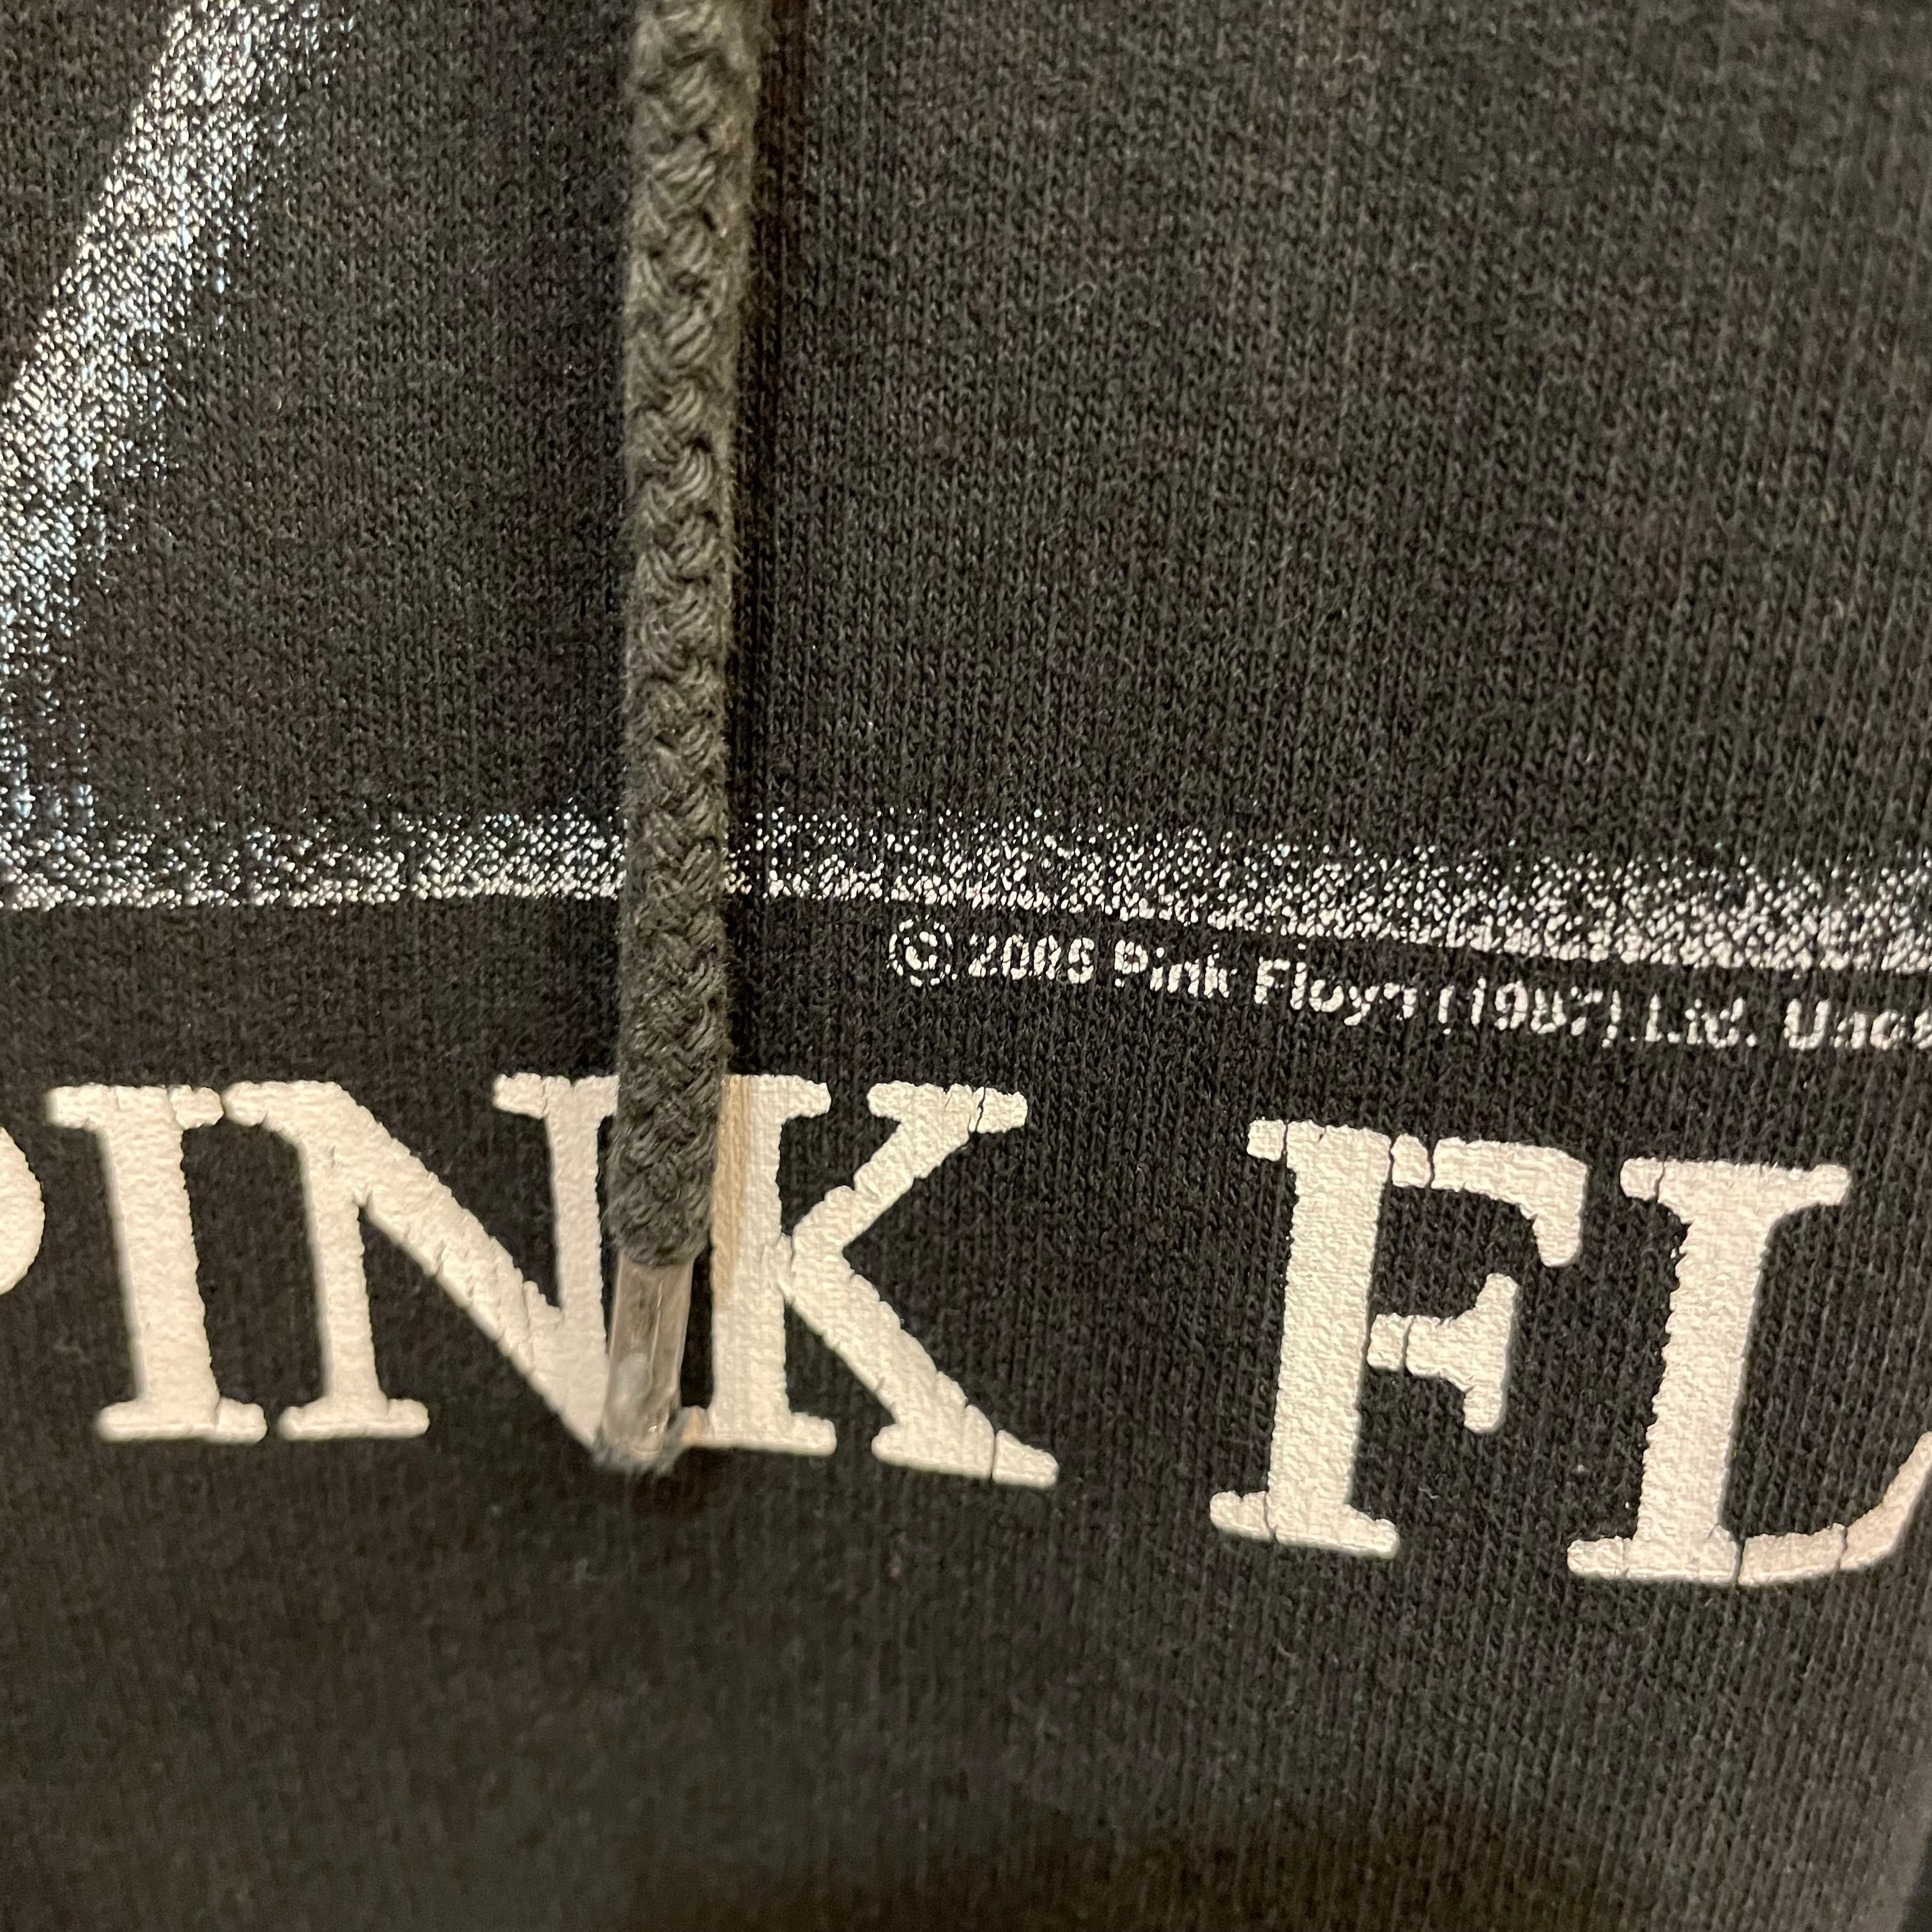 © 2005 Pink Floyd (1987) Ltd.
PINK FL